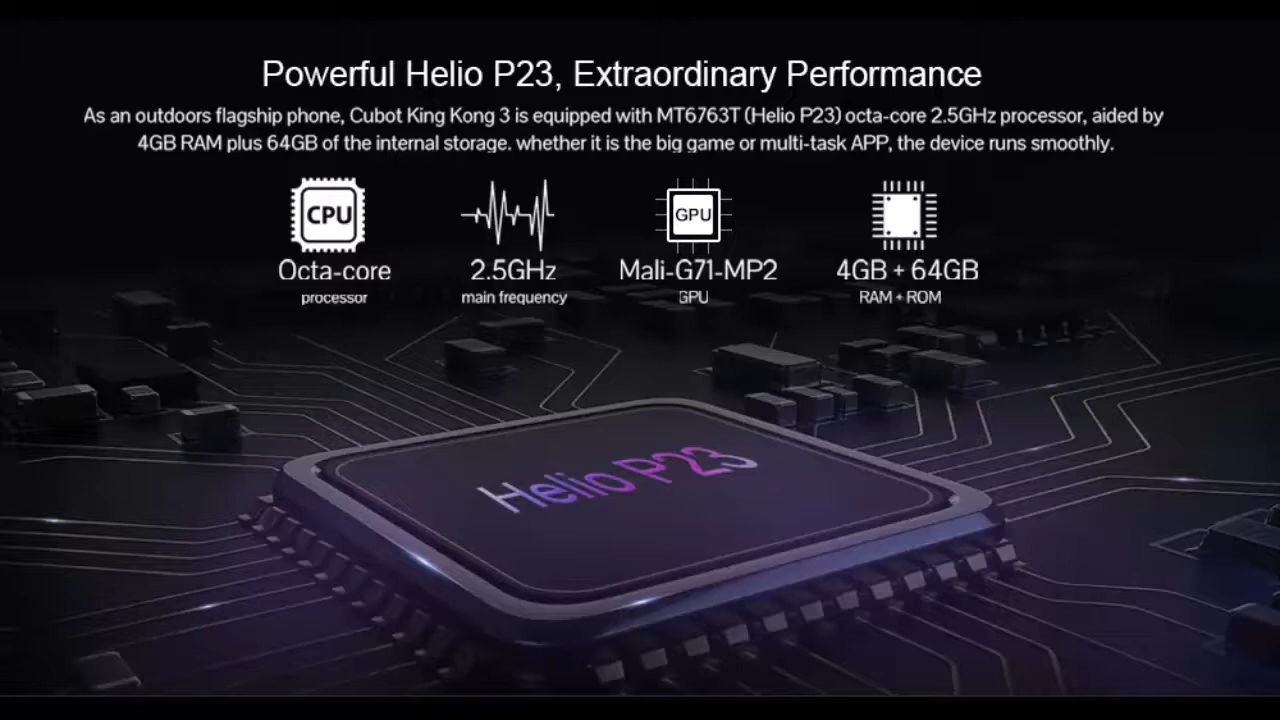 Powerful Helio P23, Extraordinary Performance
As an outdoors flagship phone, Cubot King Kong 3 is equipped with MT6763T (Helio P23) octa-core 2.5GHz processor, aided by
4GB RAM plus 64GB of the internal storage. whether it is the big game or multi-task APP, the device runs smoothly.
CPU
GPU
Octa-core
2.5GHz
Mali-G71-MP2
4GB + 64GB
processor
main frequency
GPU
RAM + ROM
Helio P23